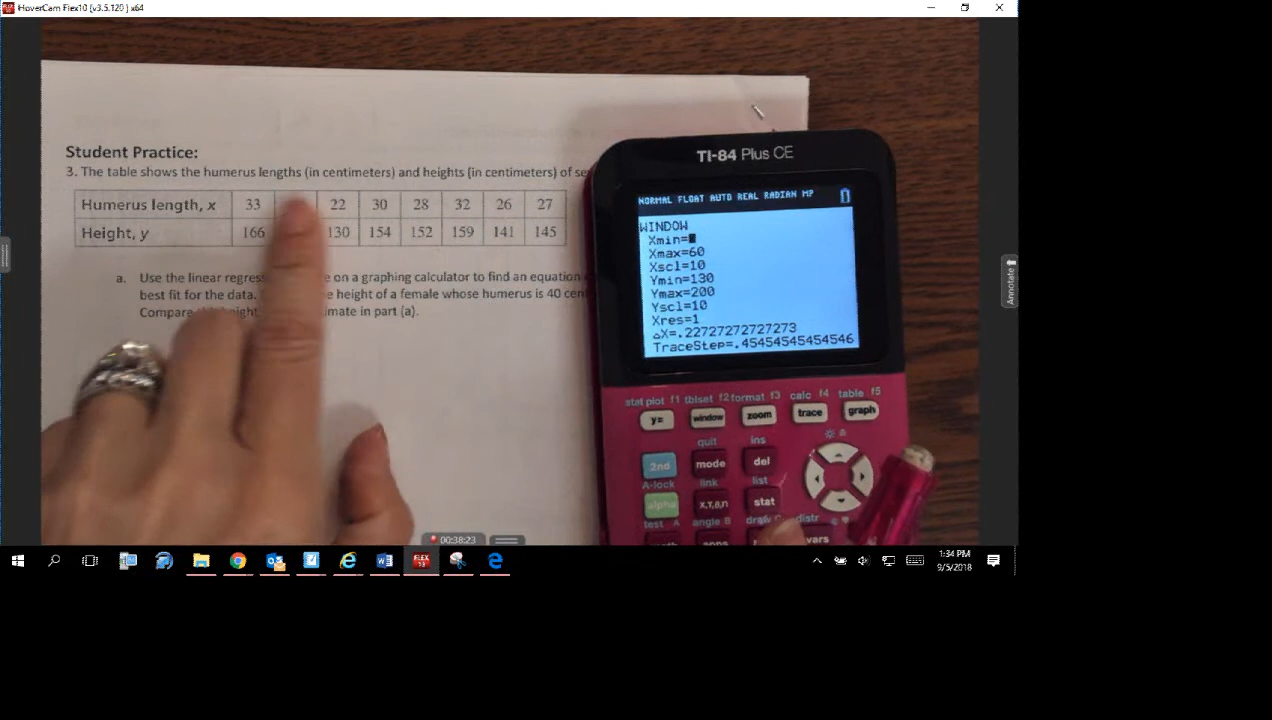 HoverCam Flex10 [v3.5.129 ] x64
Student Practice:
3. The table shows the humerus lengths (in centimeters) and heights (in centimeters) of
Humerus length, x 33 22 30 28 32 26 27
Height, y 166 130 154 152 159 141 145
a. Use the linear on a graphing calculator to find an equation
best fit for the data. height of a female whose humerus is 40
Compare in part (a).
TI-84 Plus CE
NORMAL FLOAT AUTO REAL RADIAN MP
WINDOW
Xmin=
Xmax=60
Xscl=10
Ymin=130
Ymax=200
Yscl=10
Xres=1
△X=.22727272727273
TraceStep=.45454545454546
stat plot f1 tblset f2 format f3 calc f4 table f5
y= window zoom trace graph
quit ins
2nd mode del
A-lock link list
alpha X,T,θ,n stat
test A angle B draw C distr
apps vars
Annotate
00:38:23
FLEX
1:34 PM
9/5/2018